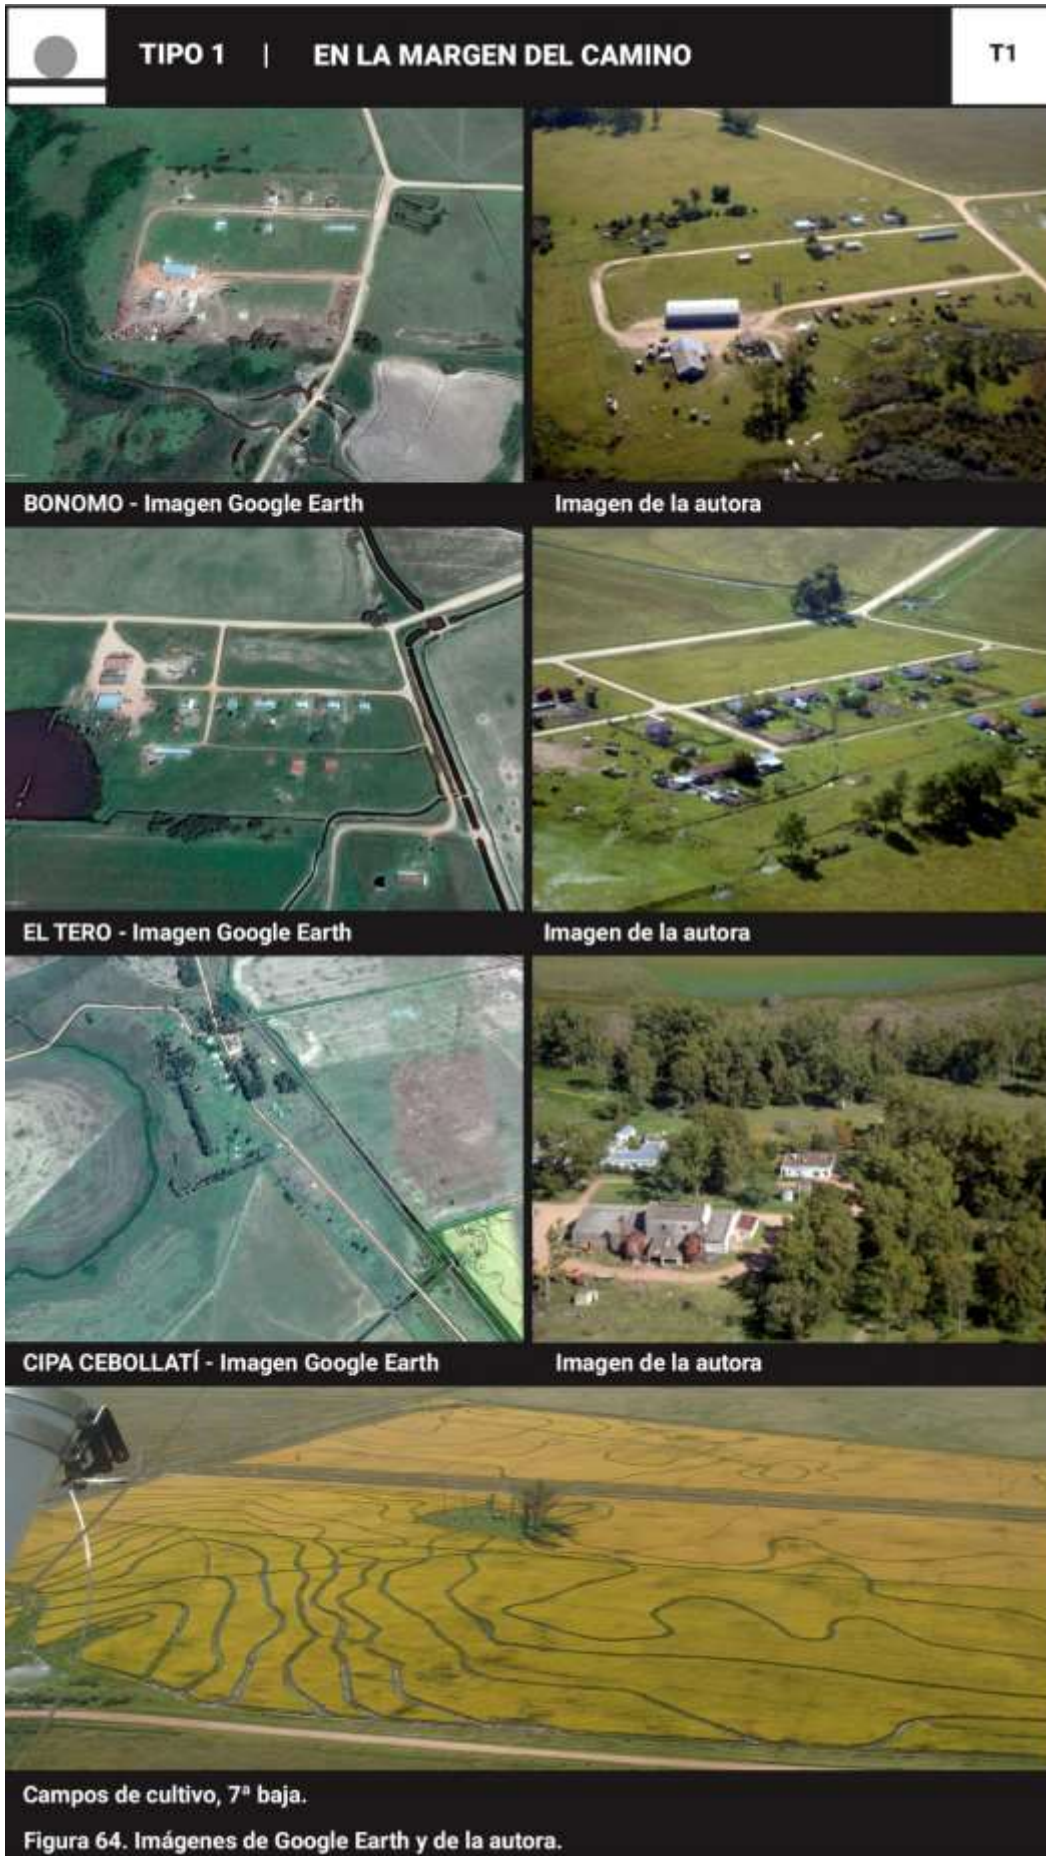 TIPO 1 | EN LA MARGEN DEL CAMINO
T1
BONOMO - Imagen Google Earth
Imagen de la autora
EL TERO - Imagen Google Earth
Imagen de la autora
CIPA CEBOLLATÍ - Imagen Google Earth
Imagen de la autora
Campos de cultivo, 7ª baja.
Figura 64. Imágenes de Google Earth y de la autora.